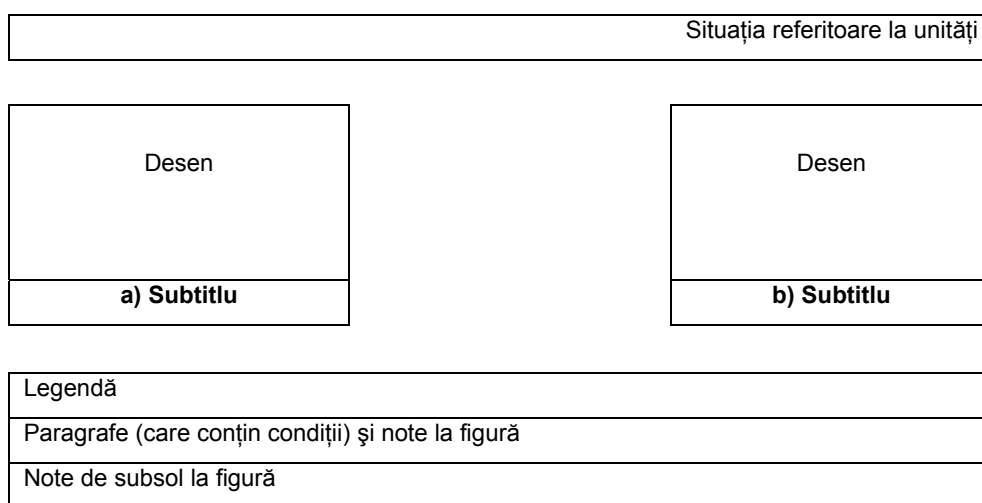 Situația referitoare la unități
Desen
Desen
a) Subtitlu
b) Subtitlu
Legendă
Paragrafe (care conțin condiții) şi note la figură
Note de subsol la figură